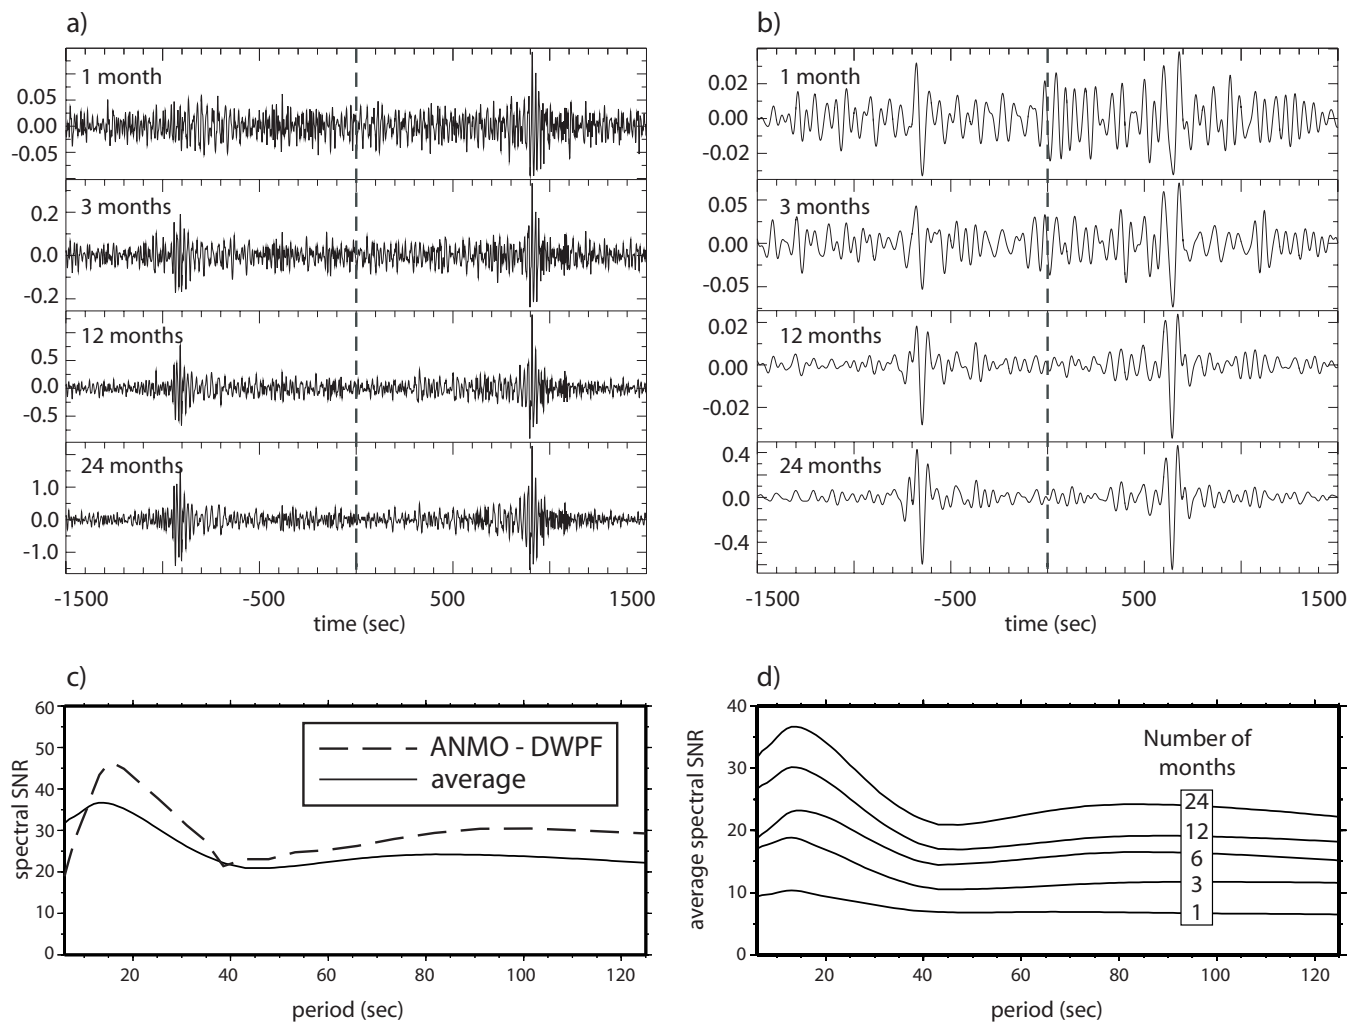 a)
1 month
0.05
0.00
-0.05
3 months
0.2
0.0
-0.2
12 months
0.5
0.0
-0.5
24 months
1.0
0.0
-1.0
-1500
-500
500
1500
time (sec)
b)
1 month
0.02
0.00
-0.02
3 months
0.05
0.00
-0.05
12 months
0.02
0.00
-0.02
24 months
0.4
0.0
-0.4
-1500
-500
500
1500
time (sec)
c)
spectral SNR
60
50
40
30
20
10
0
ANMO - DWPF
average
20
40
60
80
100
120
period (sec)
d)
average spectral SNR
40
30
20
10
0
Number of
months
24
12
6
3
1
20
40
60
80
100
120
period (sec)